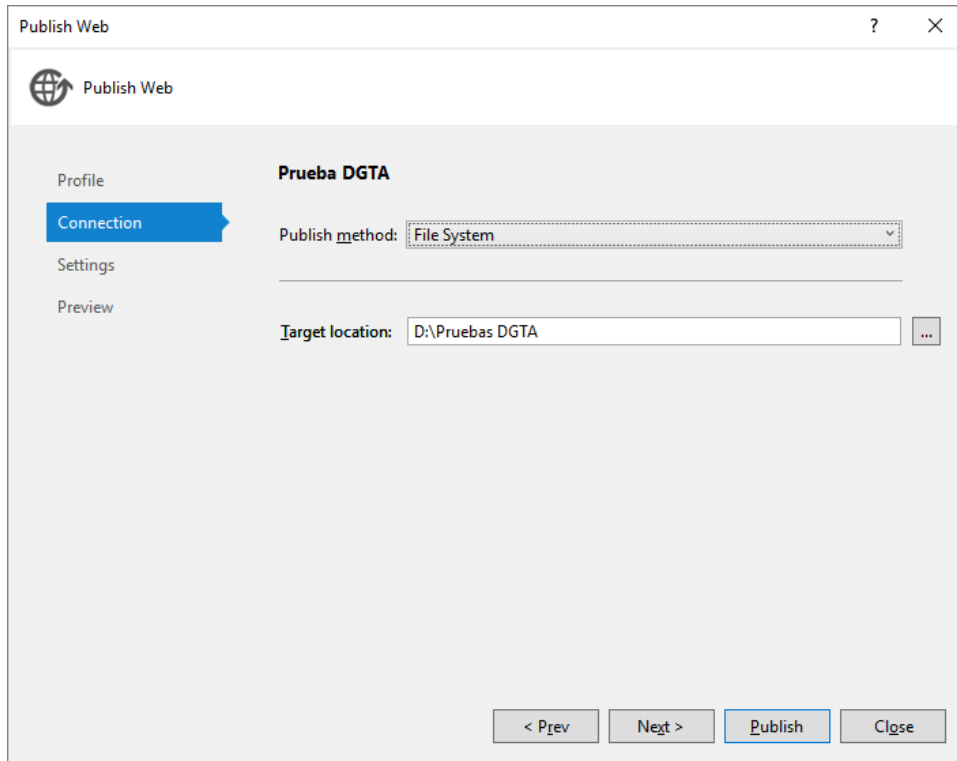 Publish Web
?
Publish Web
Profile
Connection
Settings
Preview
Prueba DGTA
Publish method: File System
Target location: D:\Pruebas DGTA ...
< Prev Next > Publish Close